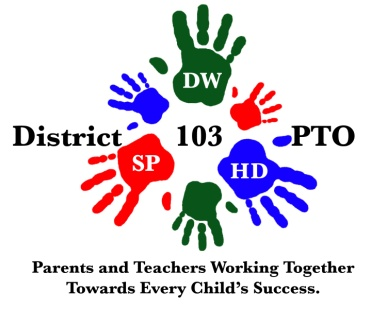 DW
District 103 PTO
SP HD
Parents and Teachers Working Together
Towards Every Child's Success.